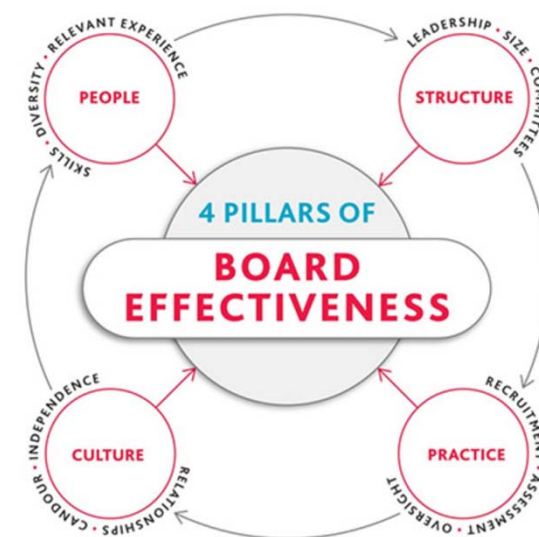 SKILLS • DIVERSITY • RELEVANT EXPERIENCE
PEOPLE
LEADERSHIP • SIZE • COMMITTEES
STRUCTURE
4 PILLARS OF
BOARD
EFFECTIVENESS
RELATIONSHIPS • CANDOUR • INDEPENDENCE
CULTURE
RECRUITMENT • ASSESSMENT • OVERSIGHT
PRACTICE